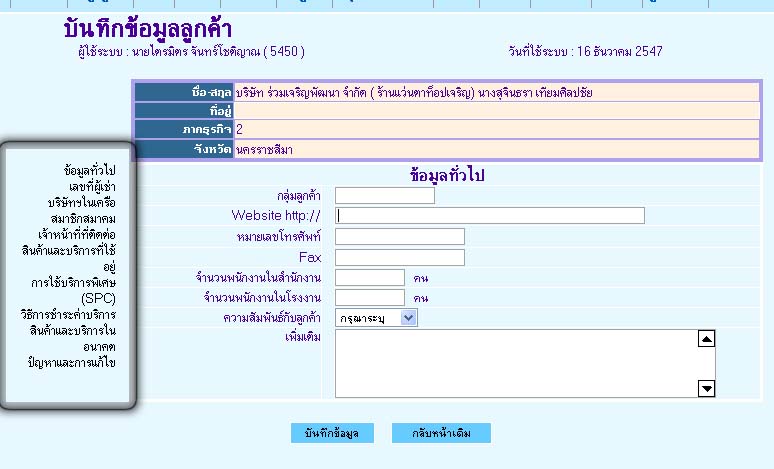 บันทึกข้อมูลลูกค้า
ผู้ใช้ระบบ : นายไตรมิตร จันทร์โชติญาณ ( 5450 )
วันที่ใช้ระบบ : 16 ธันวาคม 2547
ชื่อ-สกุล บริษัท ร่วมเจริญพัฒนา จำกัด ( ร้านแว่นตาท็อปเจริญ) นางสุจินธรา เทียมศิลปชัย
ที่อยู่
ภาคธุรกิจ 2
จังหวัด นครราชสีมา
ข้อมูลทั่วไป
เลขที่ผู้เช่า
บริษัทฯในเครือ
สมาชิกสมาคม
เจ้าหน้าที่ที่ติดต่อ
สินค้าและบริการที่ใช้
อยู่
การใช้บริการพิเศษ
(SPC)
วิธีการชำระค่าบริการ
สินค้าและบริการใน
อนาคต
ปัญหาและการแก้ไข
ข้อมูลทั่วไป
กลุ่มลูกค้า
Website http://
หมายเลขโทรศัพท์
Fax
จำนวนพนักงานในสำนักงาน คน
จำนวนพนักงานในโรงงาน คน
ความสัมพันธ์กับลูกค้า กรุณาระบุ
เพิ่มเติม
บันทึกข้อมูล กลับหน้าเดิม